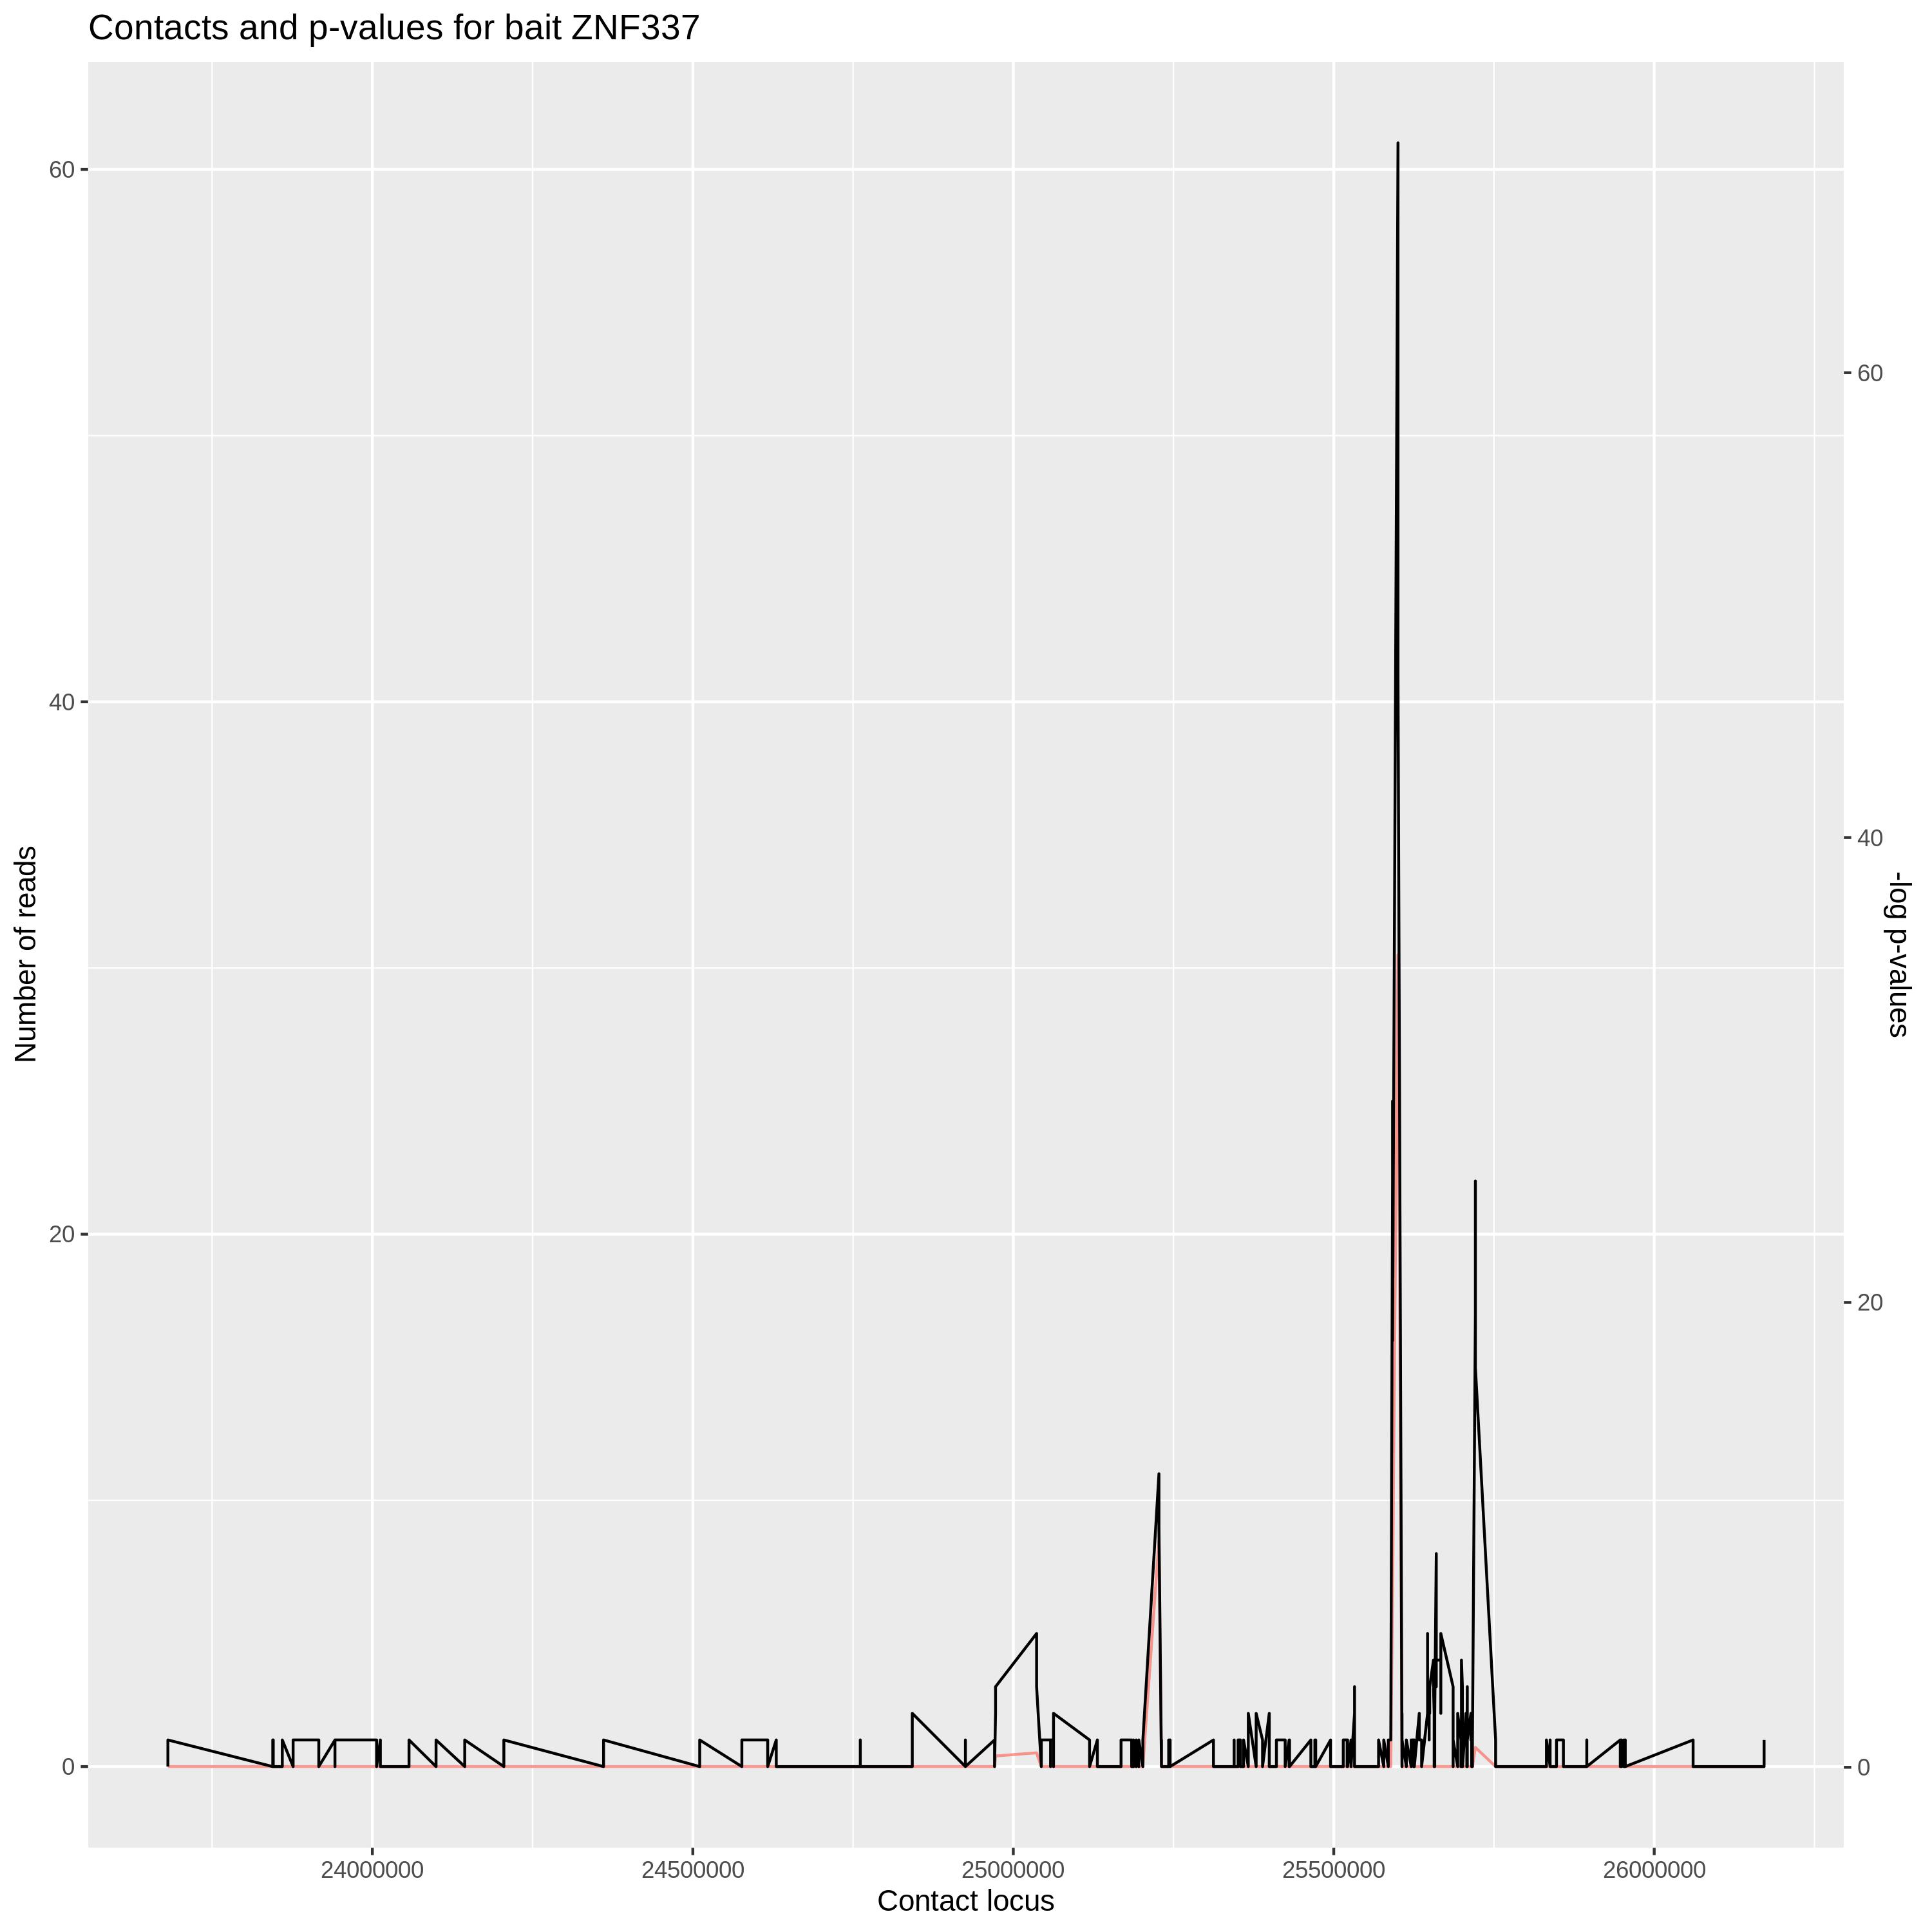 Contacts and p-values for bait ZNF337
Number of reads
60
40
20
0
60
40
20
0
-log p-values
24000000 24500000 25000000 25500000 26000000
Contact locus